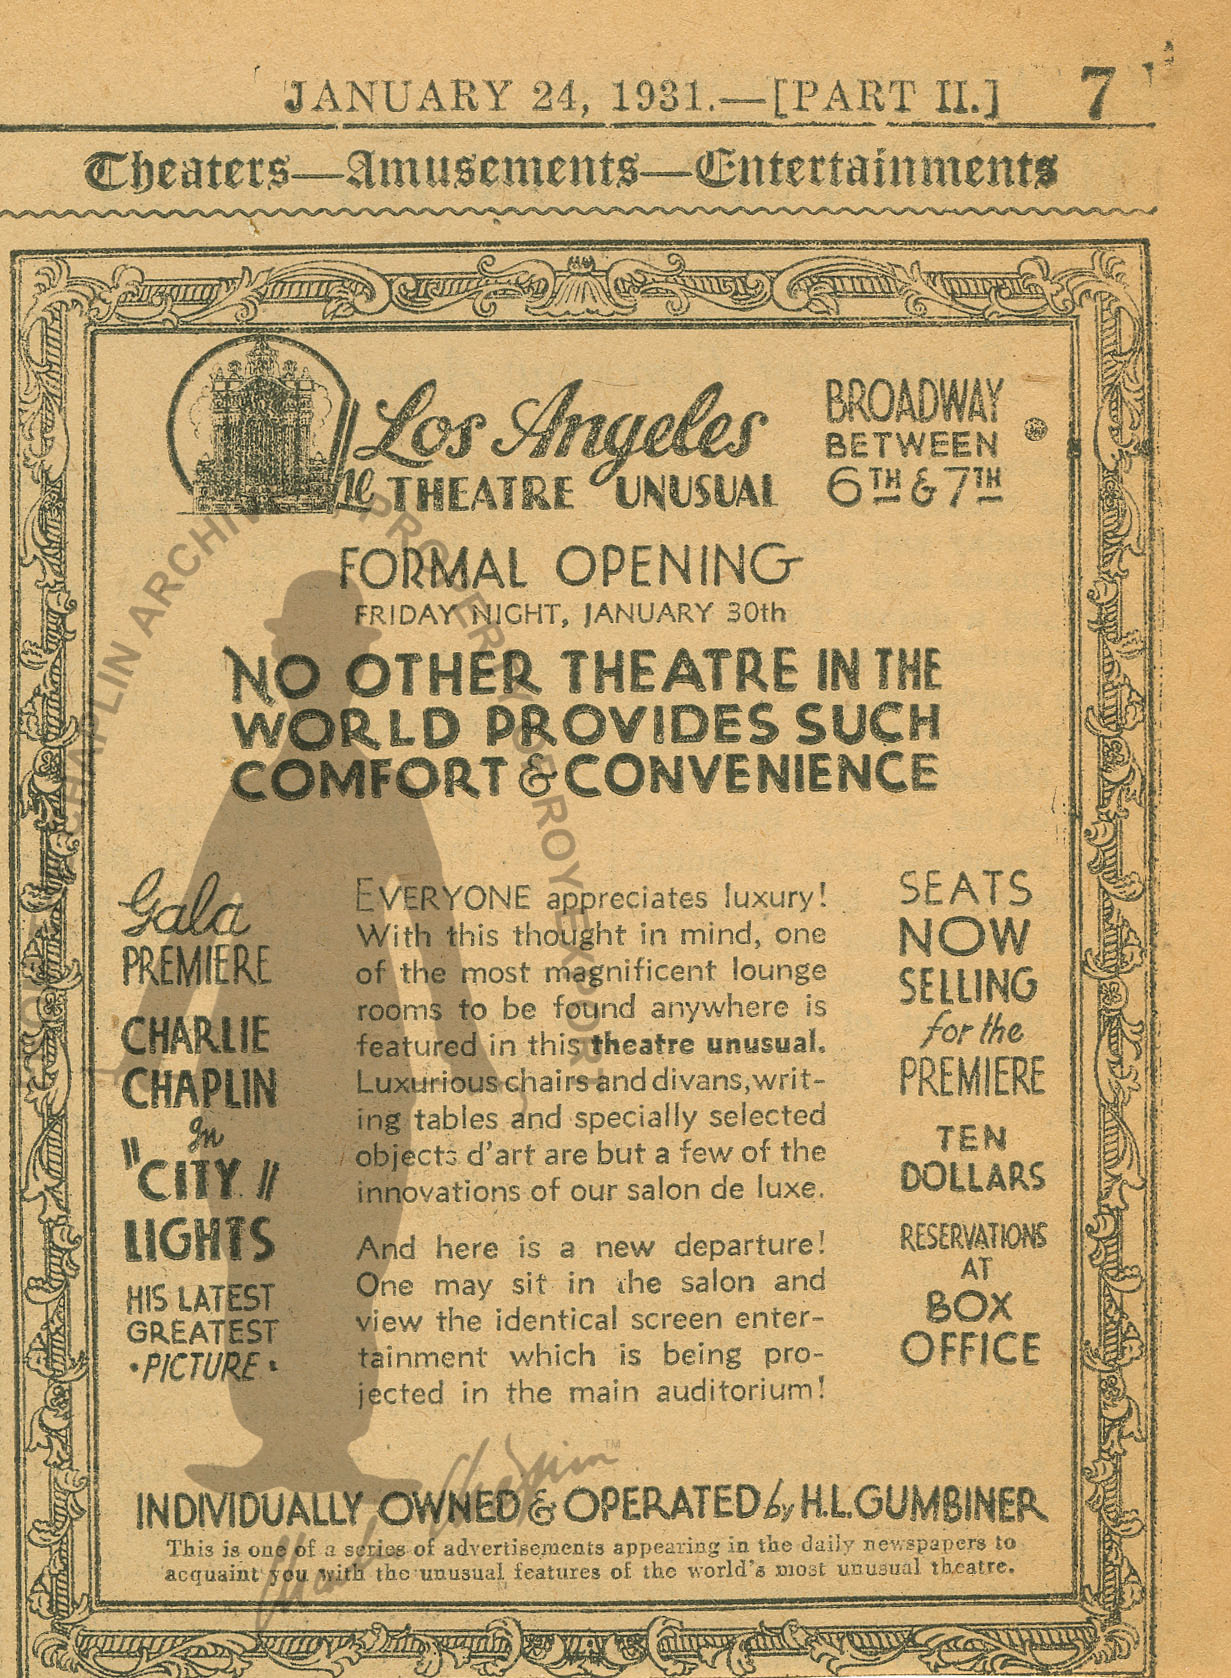 JANUARY 24, 1931.—[PART II.] 7
Theaters—Amusements—Entertainments
Los Angeles
The THEATRE UNUSUAL
BROADWAY
BETWEEN
6TH & 7TH
FORMAL OPENING
FRIDAY NIGHT, JANUARY 30th
NO OTHER THEATRE IN THE
WORLD PROVIDES SUCH
COMFORT & CONVENIENCE
Gala
PREMIERE
CHARLIE
CHAPLIN
In
"CITY"
LIGHTS
HIS LATEST
GREATEST
•PICTURE•
EVERYONE appreciates luxury!
With this thought in mind, one
of the most magnificent lounge
rooms to be found anywhere is
featured in this theatre unusual.
Luxurious chairs and divans, writ-
ing tables and specially selected
objects d'art are but a few of the
innovations of our salon de luxe.
And here is a new departure!
One may sit in the salon and
view the identical screen enter-
tainment which is being pro-
jected in the main auditorium!
SEATS
NOW
SELLING
for the
PREMIERE
TEN
DOLLARS
RESERVATIONS
AT
BOX
OFFICE
INDIVIDUALLY OWNED & OPERATED by H.L.GUMBINER
This is one of a series of advertisements appearing in the daily newspapers to
acquaint you with the unusual features of the world's most unusual theatre.
CHAPLIN ARCHIVE PROPERTY OF ROY EXPORT
Charles Chaplin™